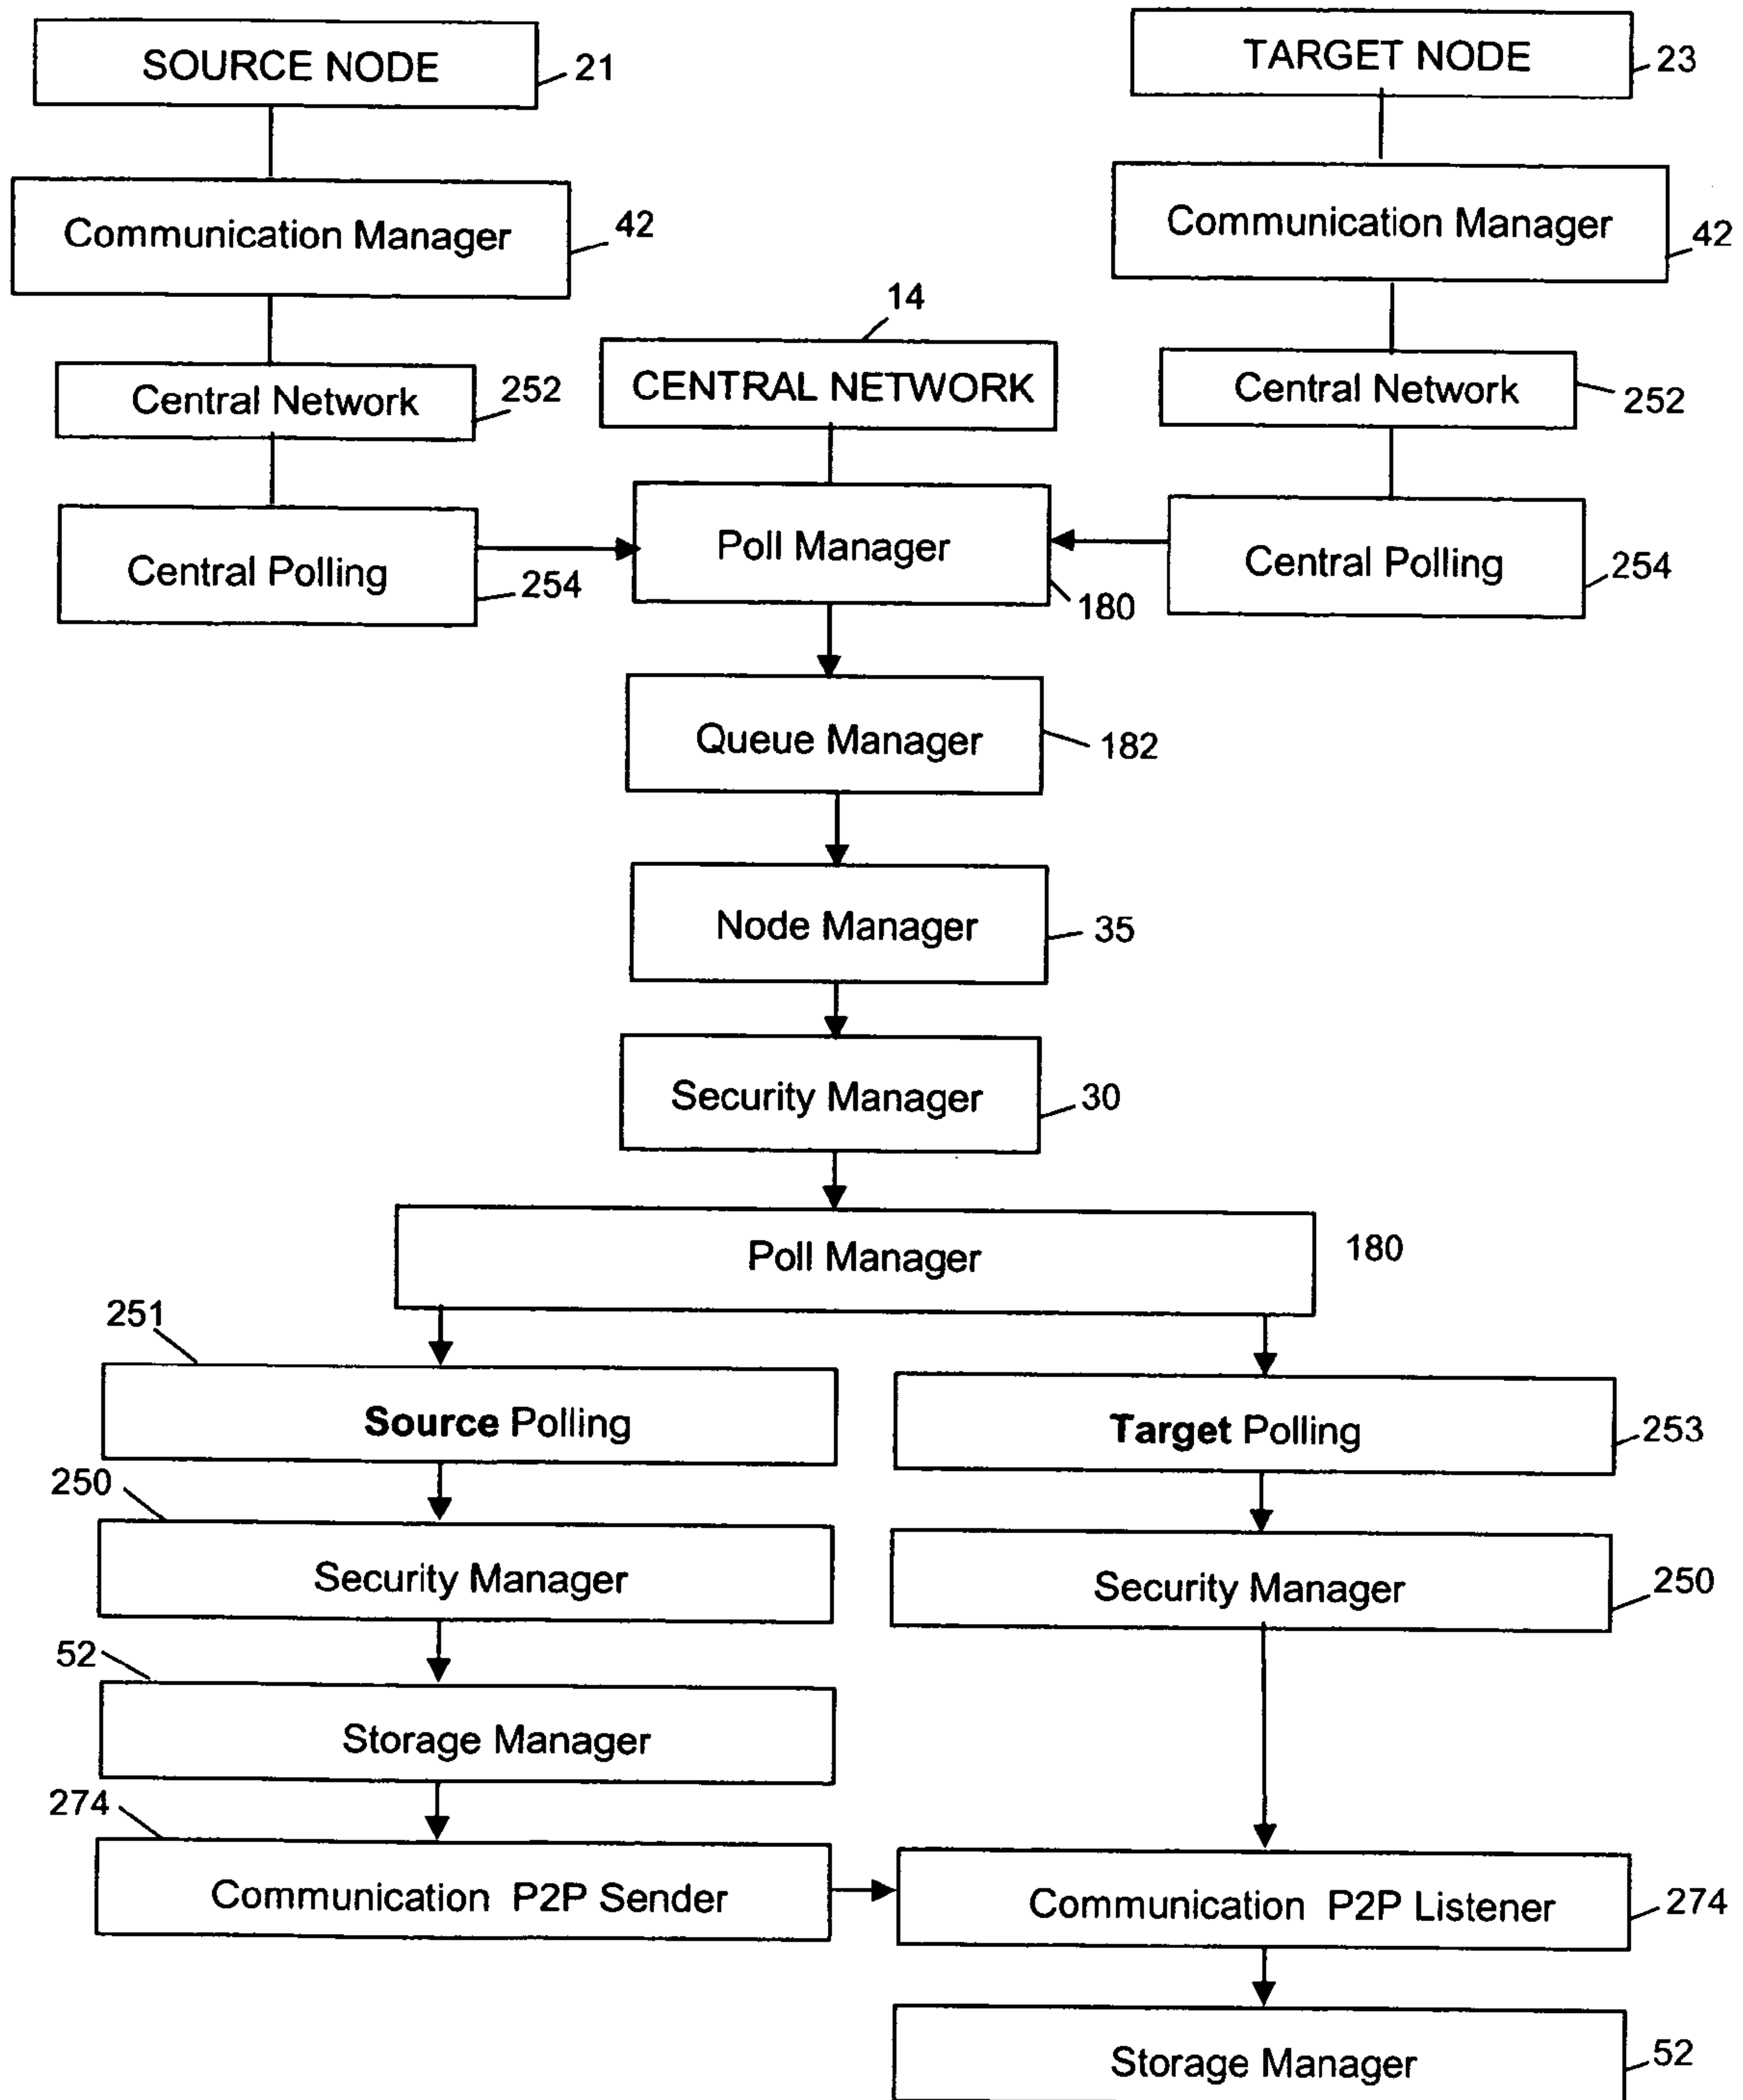 SOURCE NODE
21
TARGET NODE
23
Communication Manager
42
Communication Manager
42
14
Central Network
252
CENTRAL NETWORK
Central Network
252
Central Polling
254
Poll Manager
180
Central Polling
254
Queue Manager
182
Node Manager
35
Security Manager
30
Poll Manager
180
251
Source Polling
Target Polling
253
250
Security Manager
Security Manager
250
52
Storage Manager
274
Communication P2P Sender
Communication P2P Listener
274
Storage Manager
52